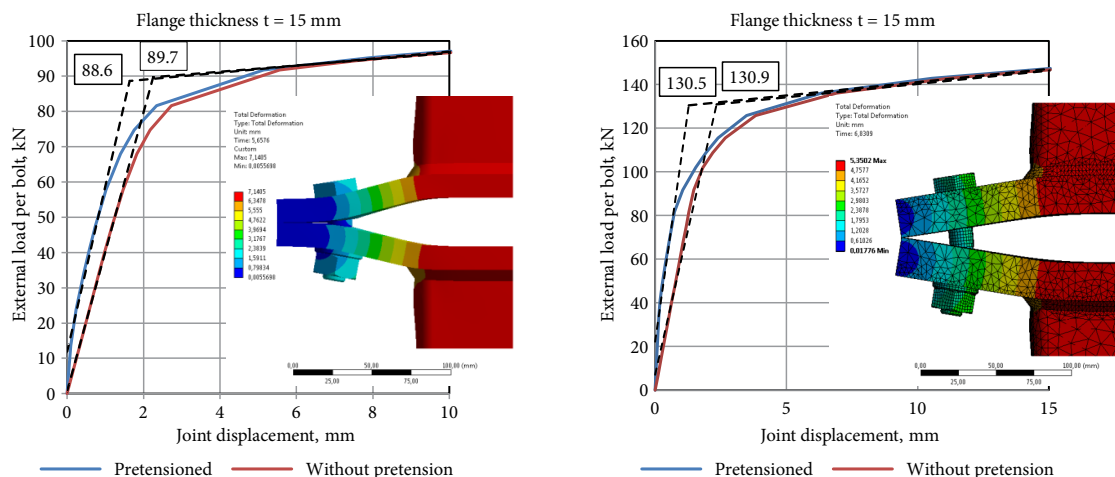 Flange thickness t = 15 mm
100
90
80
70
60
50
40
30
20
10
0
88.6
89.7
External load per bolt, kN
Total Deformation
Type: Total Deformation
Unit: mm
Time: 5,6576
Custom
Max: 7,1405
Min: 0,0055690
7,1405
6,3478
5,555
4,7622
3,9694
3,1767
2,3839
1,5911
0,79834
0,0055690
0,00
50,00
100,00 (mm)
25,00
75,00
0
2
4
6
8
10
Joint displacement, mm
Pretensioned
Without pretension
Flange thickness t = 15 mm
160
140
120
100
80
60
40
20
0
130.5
130.9
External load per bolt, kN
Total Deformation
Type: Total Deformation
Unit: mm
Time: 6,0309
5,3502 Max
4,7577
4,1652
3,5727
2,9803
2,3878
1,7953
1,2028
0,61026
0,01776 Min
0,00
50,00
100,00 (mm)
25,00
75,00
0
5
10
15
Joint displacement, mm
Pretensioned
Without pretension